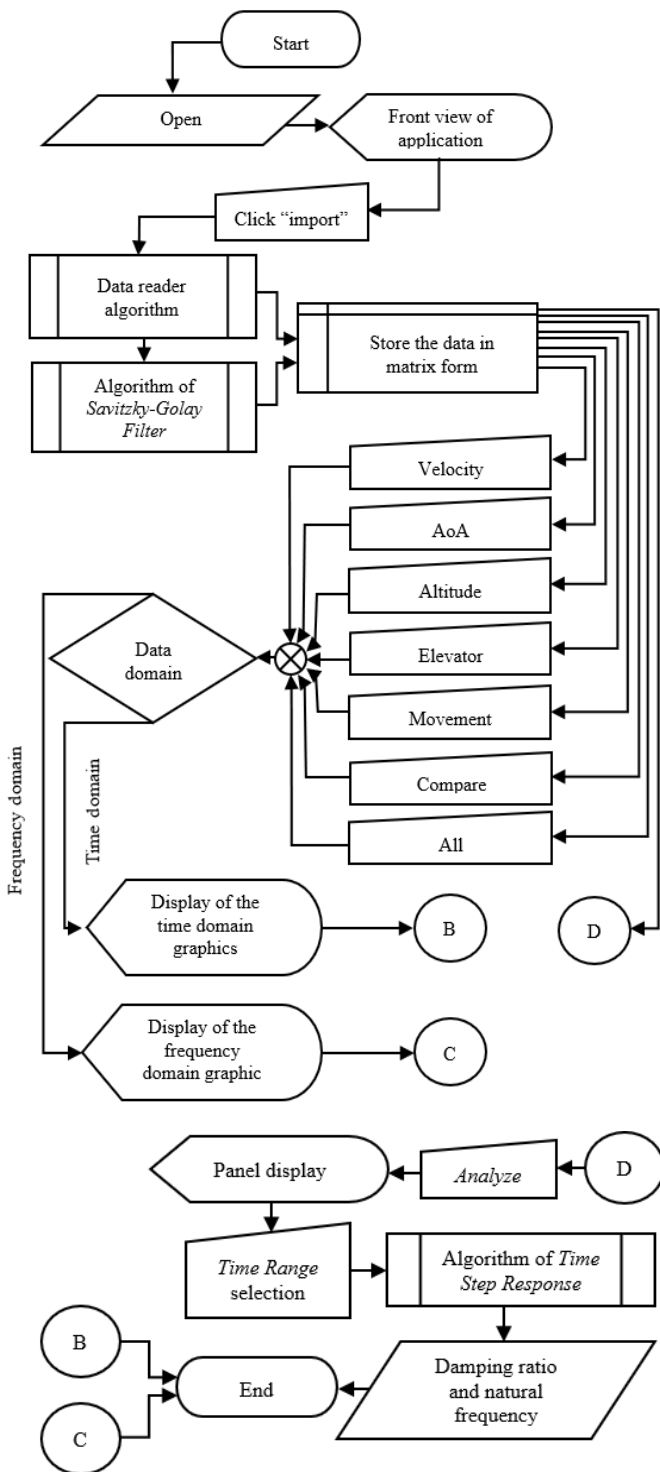 Start
Open
Front view of
application
Click “import”
Data reader
algorithm
Store the data in
matrix form
Algorithm of
Savitzky-Golay
Filter
Velocity
AoA
Altitude
Data
domain
Elevator
Movement
Compare
All
Frequency domain
Time domain
Display of the
time domain
graphics
B
D
Display of the
frequency
domain graphic
C
Panel display
Analyze
D
Time Range
selection
Algorithm of Time
Step Response
B
End
Damping ratio
and natural
frequency
C